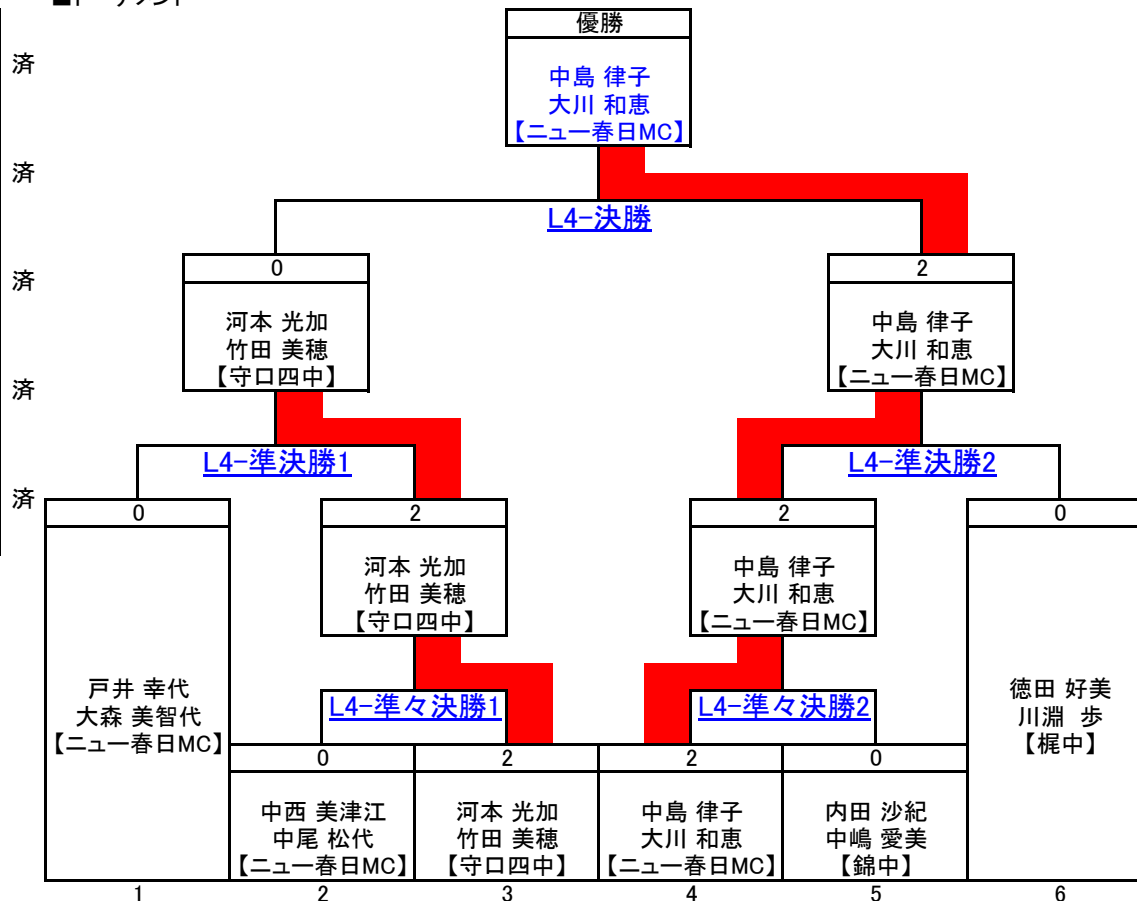 優勝
済
中島 律子
大川 和恵
【ニュー春日MC】
済
L4-決勝
0
2
済
河本 光加
竹田 美穂
【守口四中】
中島 律子
大川 和恵
【ニュー春日MC】
済
L4-準決勝1
L4-準決勝2
済
0
2
2
0
河本 光加
竹田 美穂
【守口四中】
中島 律子
大川 和恵
【ニュー春日MC】
戸井 幸代
大森 美智代
【ニュー春日MC】
徳田 好美
川淵 歩
【梶中】
L4-準々決勝1
L4-準々決勝2
0
2
2
0
中西 美津江
中尾 松代
【ニュー春日MC】
河本 光加
竹田 美穂
【守口四中】
中島 律子
大川 和恵
【ニュー春日MC】
内田 沙紀
中嶋 愛美
【錦中】
1
2
3
4
5
6